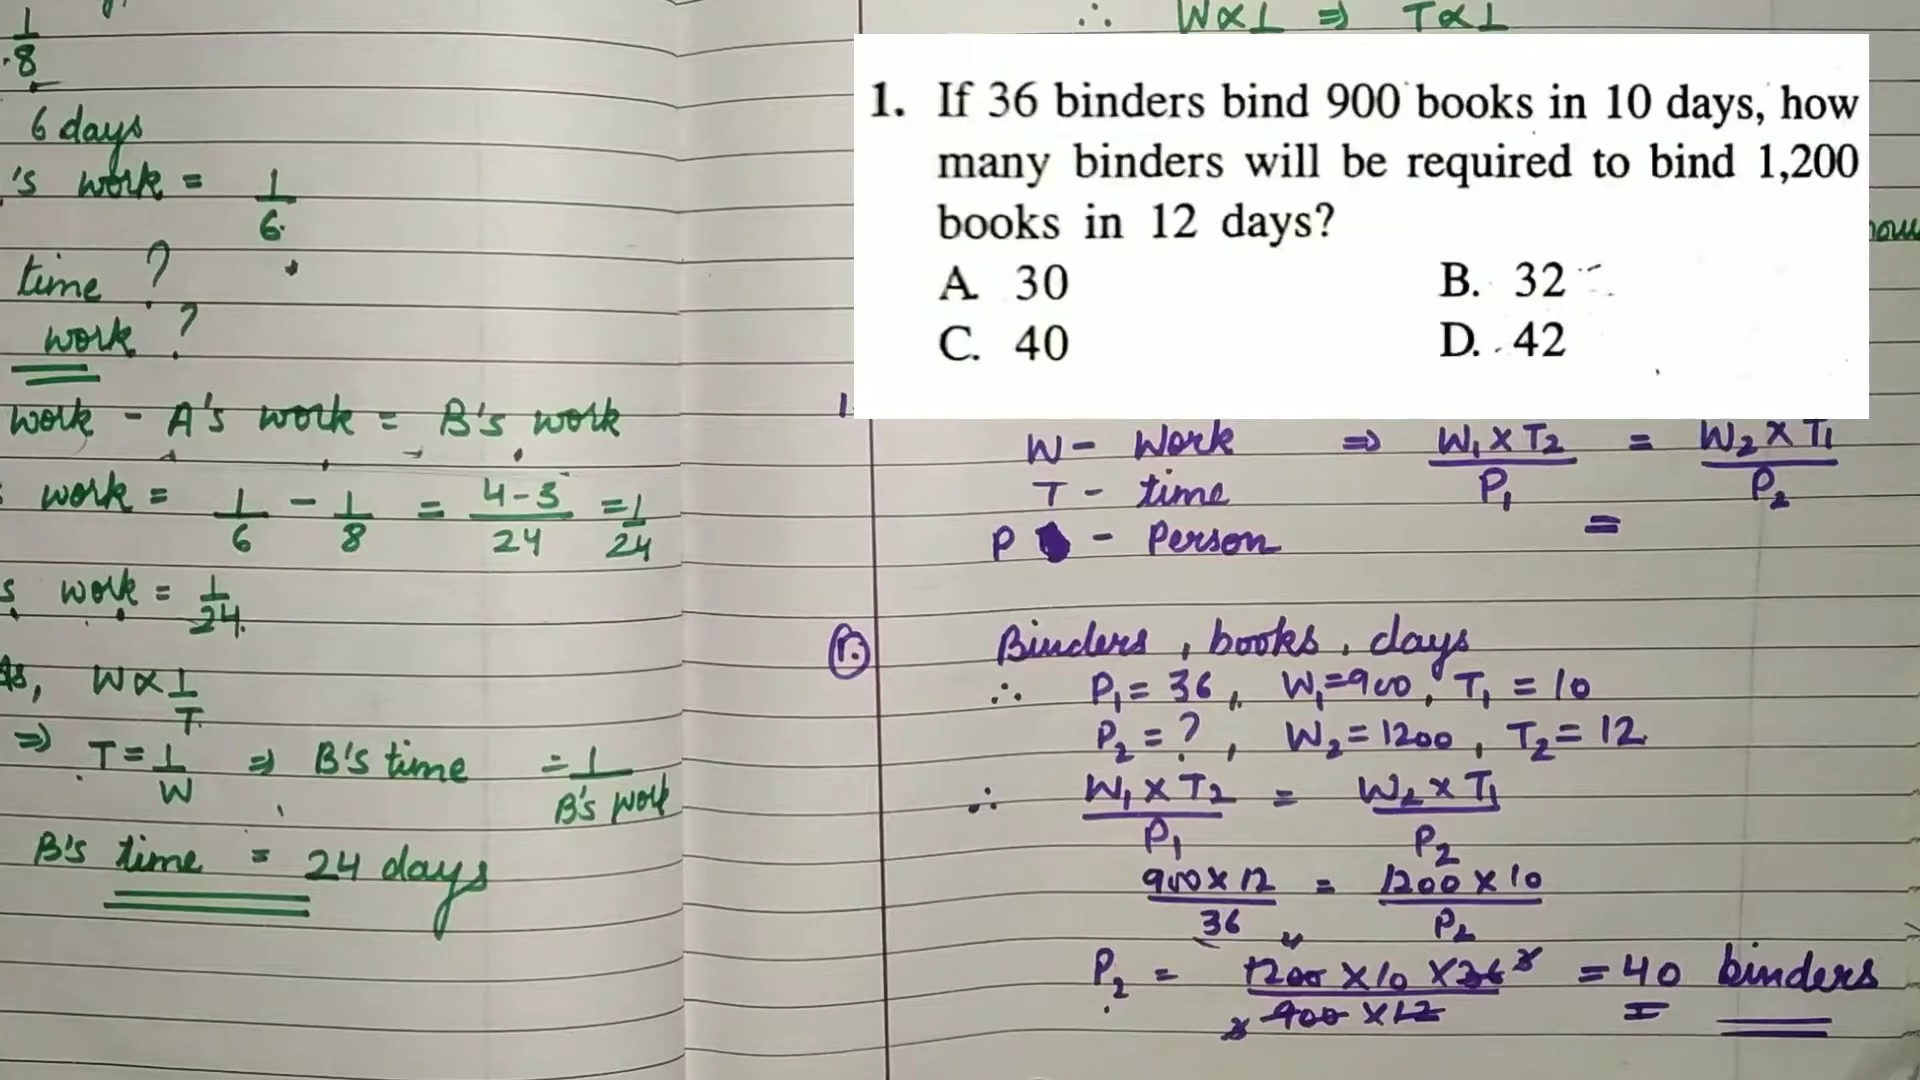 1
8
6 days
's work = 1/6
time ?
work ?
work - A's work = B's work
work = 1/6 - 1/8 = 4-3/24 = 1/24
s work = 1/24
As, W∝1/T
⇒ T=1/W ⇒ B's time = 1/B's work
B's time = 24 days
∴ W∝1 ⇒ T∝1
1. If 36 binders bind 900 books in 10 days, how
many binders will be required to bind 1,200
books in 12 days?
A. 30 B. 32
C. 40 D. 42
W - Work ⇒ W₁ × T₂/P₁ = W₂ × T₁/P₂
T - time
P - Person
1. Binders, books, days
∴ P₁ = 36, W₁=900, T₁ = 10
P₂ = ?, W₂ = 1200, T₂ = 12
∴ W₁ × T₂/P₁ = W₂ × T₁/P₂
900 × 12/36 = 1200 × 10/P₂
P₂ = 1200 × 10 × 36/900 × 12 = 40 binders